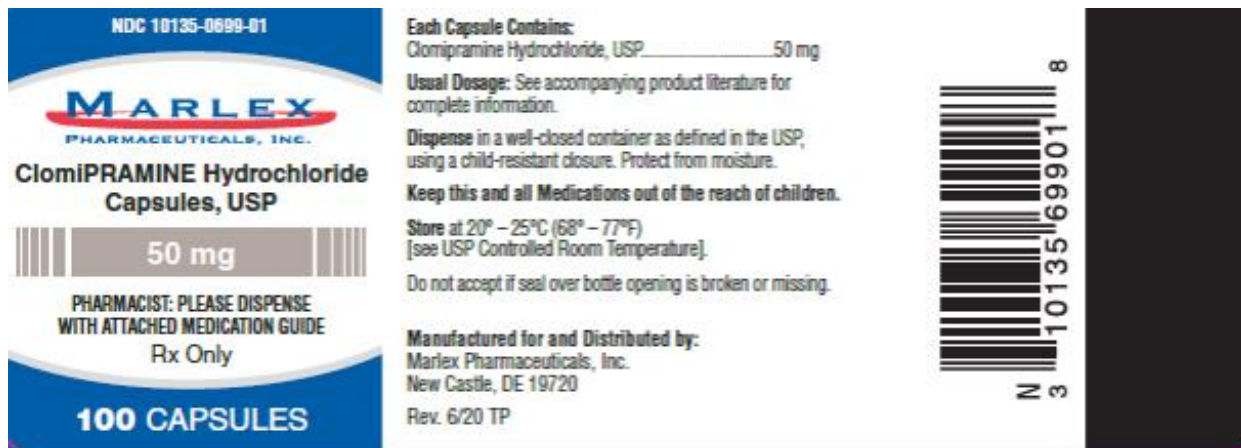 NDC 10135-0699-01
MARLEX
PHARMACEUTICALS, INC.
ClomiPRAMINE Hydrochloride
Capsules, USP
50 mg
PHARMACIST: PLEASE DISPENSE
WITH ATTACHED MEDICATION GUIDE
Rx Only
100 CAPSULES
Each Capsule Contains:
Clomipramine Hydrochloride, USP..............................50 mg
Usual Dosage: See accompanying product literature for
complete information.
Dispense in a well-closed container as defined in the USP,
using a child-resistant closure. Protect from moisture.
Keep this and all Medications out of the reach of children.
Store at 20º – 25ºC (68º – 77ºF)
[see USP Controlled Room Temperature].
Do not accept if seal over bottle opening is broken or missing.
Manufactured for and Distributed by:
Marlex Pharmaceuticals, Inc.
New Castle, DE 19720
Rev. 6/20 TP
N
3 10135 69901 8